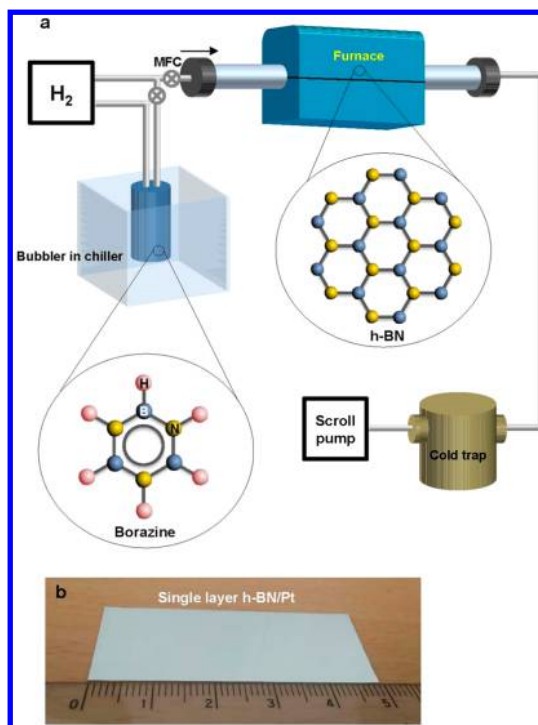 a
MFC
H₂
Furnace
Bubbler in chiller
h-BN
H
B
N
Borazine
Scroll
pump
Cold trap
b
Single layer h-BN/Pt
0 1 2 3 4 5